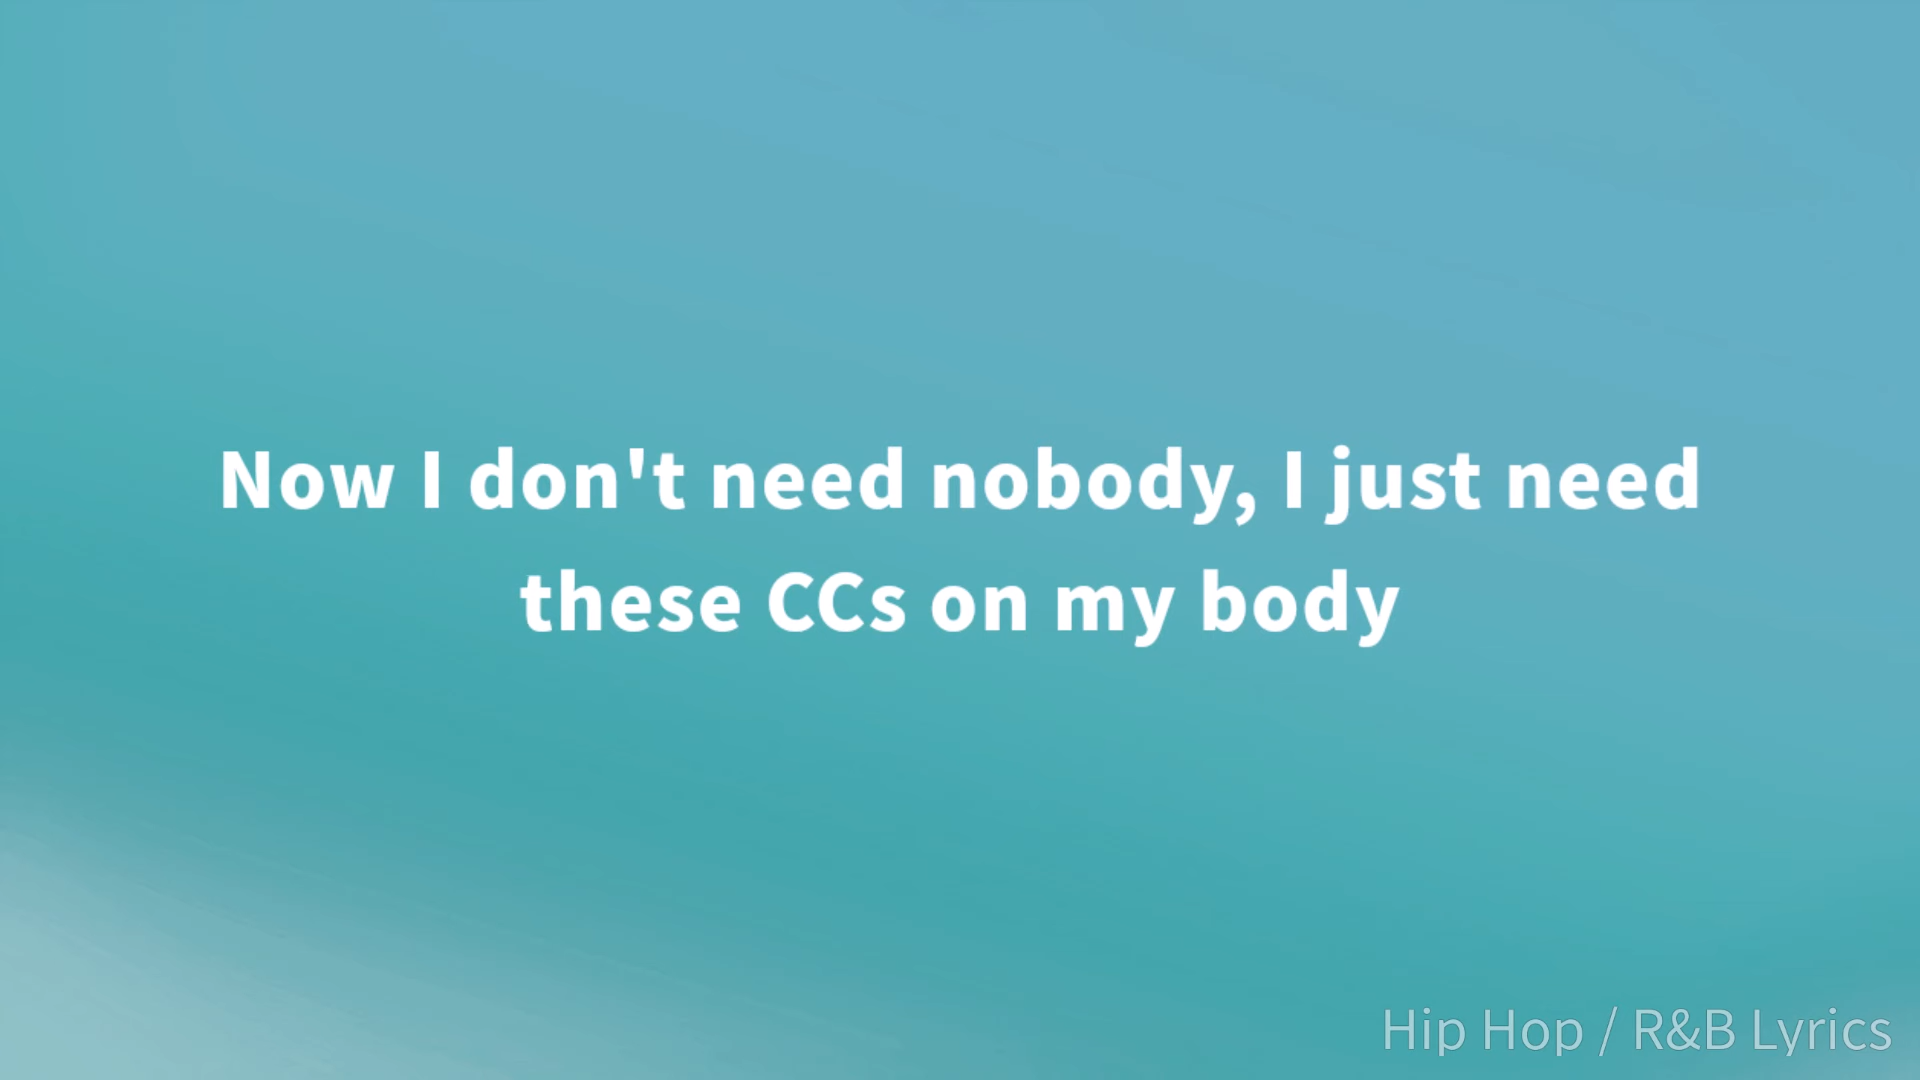 Now I don't need nobody, I just need
these CCs on my body
Hip Hop / R&B Lyrics